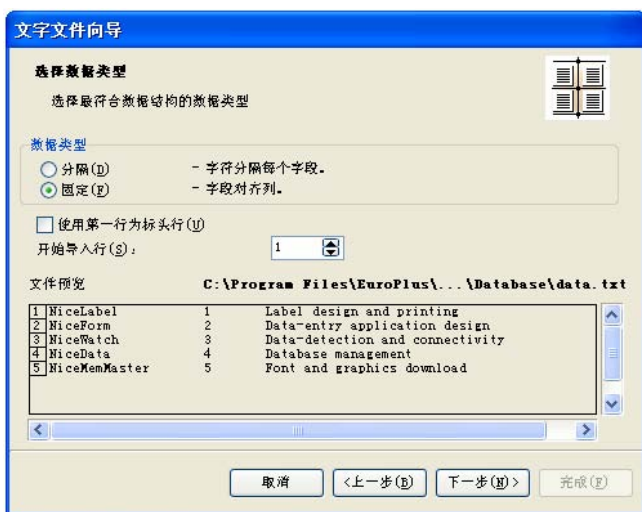 文字文件向导
选择数据类型
选择最符合数据结构的数据类型
数据类型
分隔(D) - 字符分隔每个字段。
固定(F) - 字段对齐列。
使用第一行为标头行(U)
开始导入行(S): 1
文件预览 C:\Program Files\EuroPlus\...\Database\data.txt
1 NiceLabel 1 Label design and printing
2 NiceForm 2 Data-entry application design
3 NiceWatch 3 Data-detection and connectivity
4 NiceData 4 Database management
5 NiceMemMaster 5 Font and graphics download
取消 <上一步(B) 下一步(N)> 完成(F)